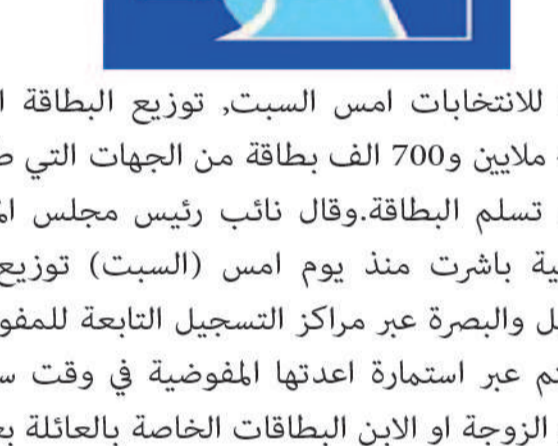 للانتخابات امس السبت, توزيع البطاقة
ملايين و700 الف بطاقة من الجهات التي
تسلم البطاقة.وقال نائب رئيس مجلس
باشرت منذ يوم امس (السبت) توزيع
والبصرة عبر مراكز التسجيل التابعة
عبر استمارة اعدتها المفوضية في وقت
الزوجة او الابن البطاقات الخاصة بالعائلة